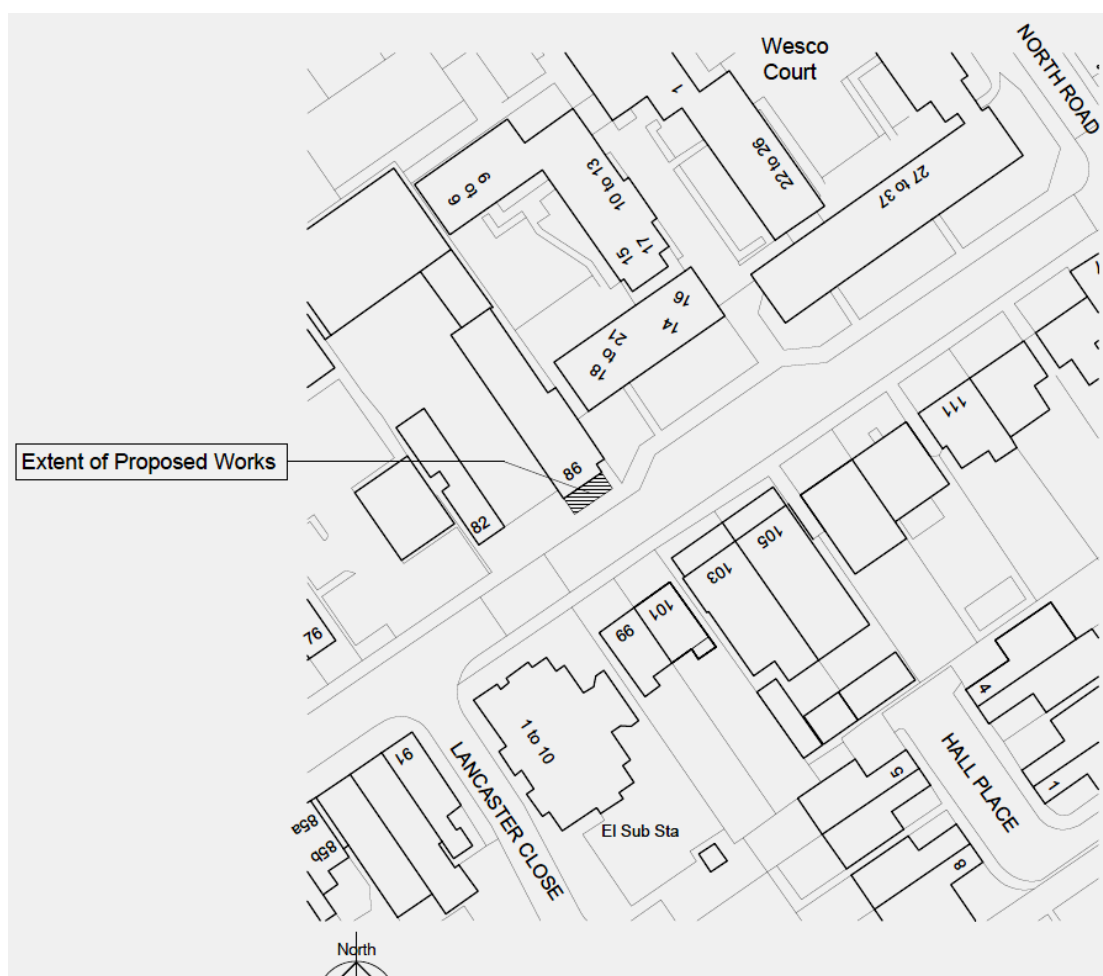 Wesco
Court
NORTH ROAD
1
22 to 26
27 to 37
6 to 9
10 to 13
15
17
16
14
18 to
21
111
Extent of Proposed Works
86
82
105
103
101
99
76
1 to 10
4
91
LANCASTER CLOSE
HALL PLACE
5
1
85a
85b
El Sub Sta
8
North